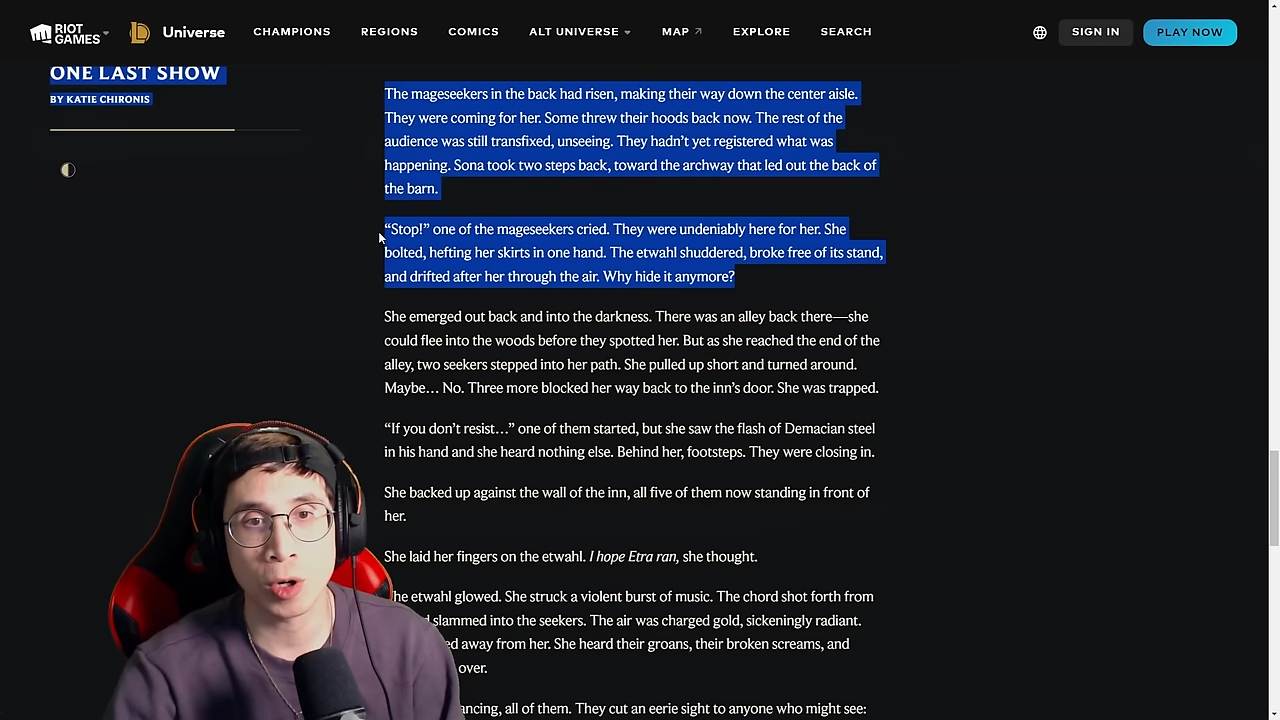 RIOT
GAMES
Universe
CHAMPIONS
REGIONS
COMICS
ALT UNIVERSE
MAP
EXPLORE
SEARCH
SIGN IN
PLAY NOW
ONE LAST SHOW
BY KATIE CHIRONIS
The mageseekers in the back had risen, making their way down the center aisle.
They were coming for her. Some threw their hoods back now. The rest of the
audience was still transfixed, unseeing. They hadn’t yet registered what was
happening. Sona took two steps back, toward the archway that led out the back of
the barn.
“Stop!” one of the mageseekers cried. They were undeniably here for her. She
bolted, hefting her skirts in one hand. The etwahl shuddered, broke free of its stand,
and drifted after her through the air. Why hide it anymore?
She emerged out back and into the darkness. There was an alley back there—she
could flee into the woods before they spotted her. But as she reached the end of the
alley, two seekers stepped into her path. She pulled up short and turned around.
Maybe… No. Three more blocked her way back to the inn’s door. She was trapped.
“If you don’t resist…” one of them started, but she saw the flash of Demacian steel
in his hand and she heard nothing else. Behind her, footsteps. They were closing in.
She backed up against the wall of the inn, all five of them now standing in front of
her.
She laid her fingers on the etwahl. I hope Etra ran, she thought.
he etwahl glowed. She struck a violent burst of music. The chord shot forth from
slammed into the seekers. The air was charged gold, sickeningly radiant.
away from her. She heard their groans, their broken screams, and
over.
ancing, all of them. They cut an eerie sight to anyone who might see: